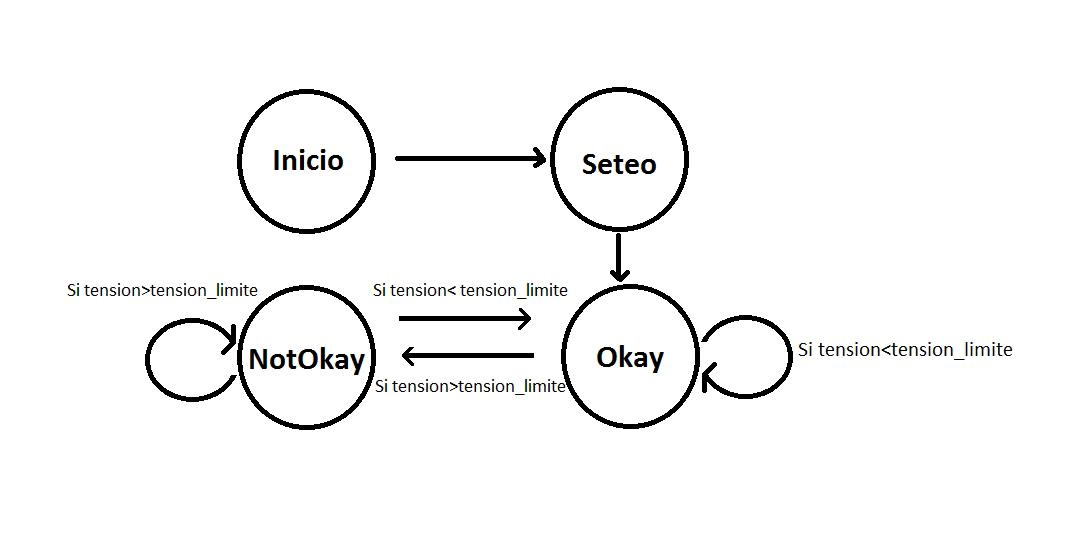 Inicio
Seteo
Si tension>tension_limite
Si tension< tension_limite
NotOkay
Okay
Si tension<tension_limite
Si tension>tension_limite